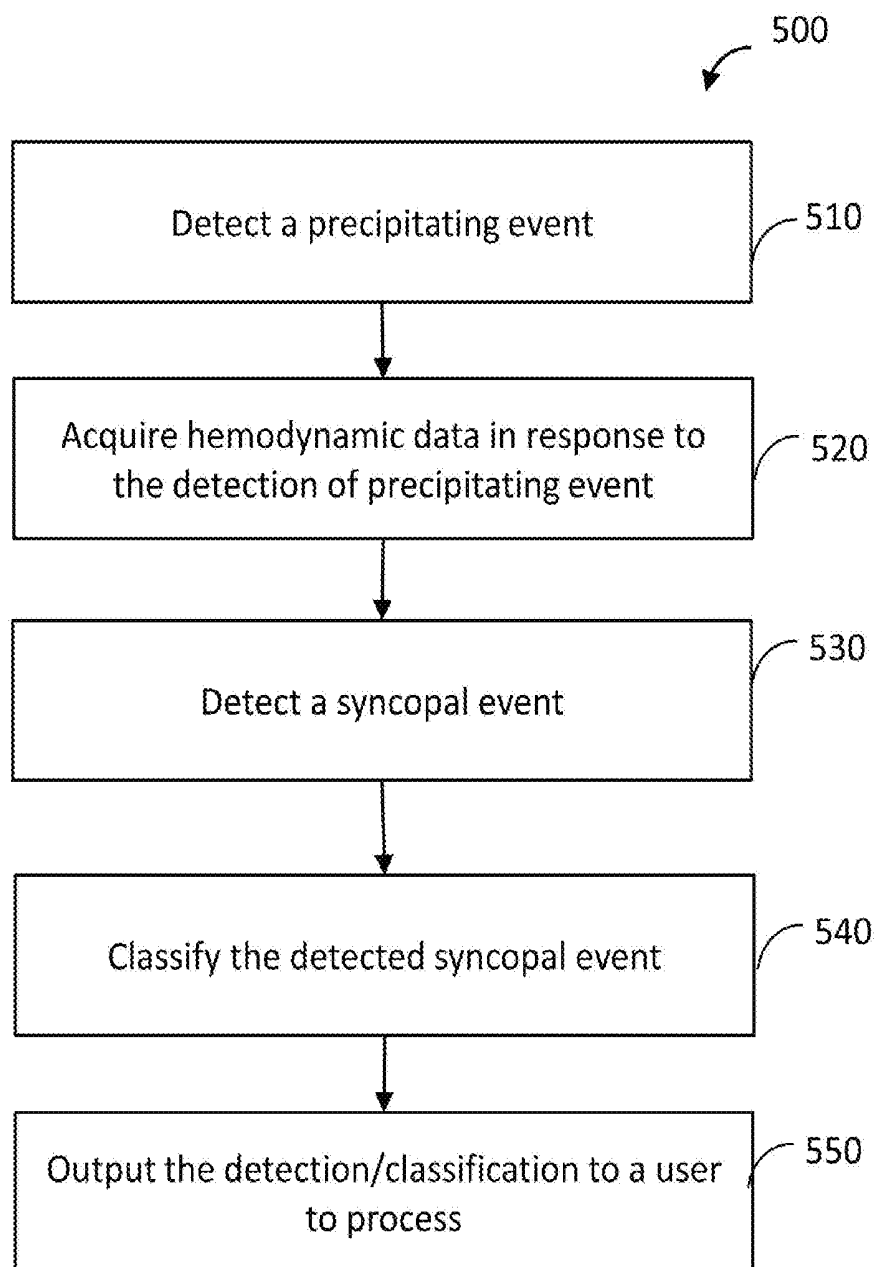 500
Detect a precipitating event
510
Acquire hemodynamic data in response to
the detection of precipitating event
520
Detect a syncopal event
530
Classify the detected syncopal event
540
Output the detection/classification to a user
to process
550